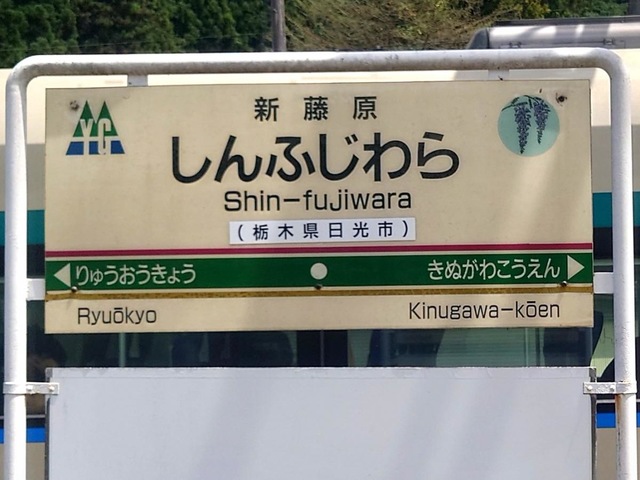 YG
新藤原
しんふじわら
Shin-fujiwara
(栃木県日光市)
りゅうおうきょう きぬがわこうえん
Ryuōkyo Kinugawa-kōen